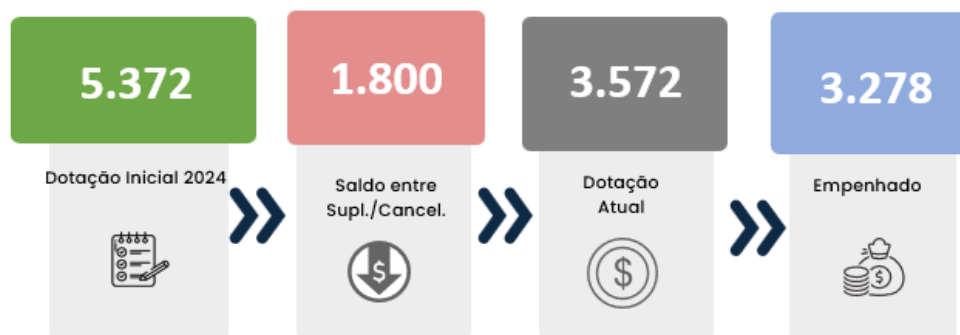 5.372
1.800
3.572
3.278
Dotação Inicial 2024
Saldo entre
Supl./Cancel.
Dotação
Atual
Empenhado
$
$
$